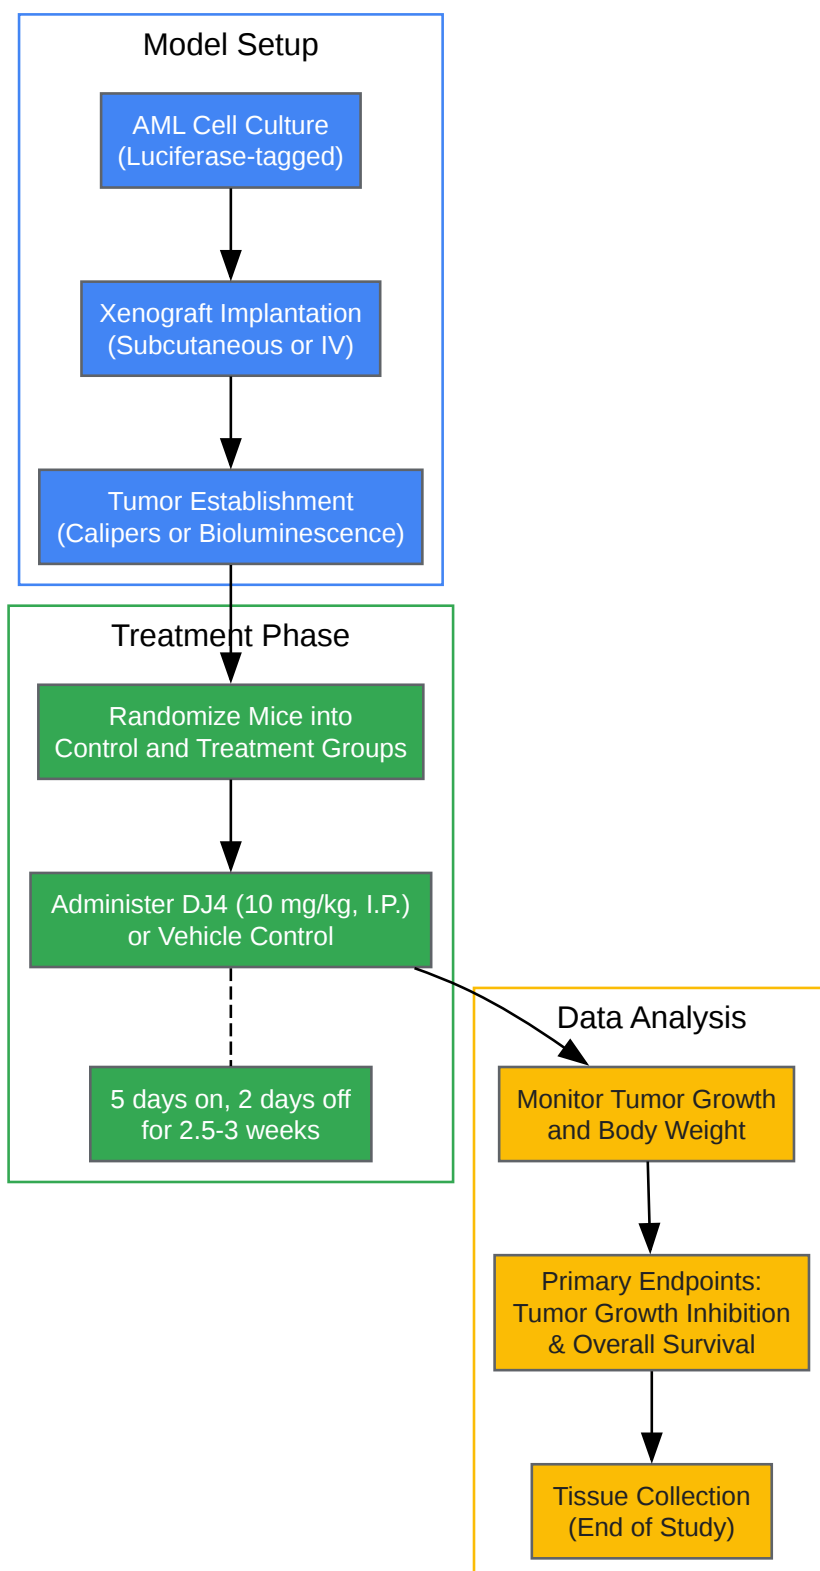 Model Setup
AML Cell Culture
(Luciferase-tagged)
Xenograft Implantation
(Subcutaneous or IV)
Tumor Establishment
(Calipers or Bioluminescence)
Treatment Phase
Randomize Mice into
Control and Treatment Groups
Administer DJ4 (10 mg/kg, I.P.)
or Vehicle Control
5 days on, 2 days off
for 2.5-3 weeks
Data Analysis
Monitor Tumor Growth
and Body Weight
Primary Endpoints:
Tumor Growth Inhibition
& Overall Survival
Tissue Collection
(End of Study)